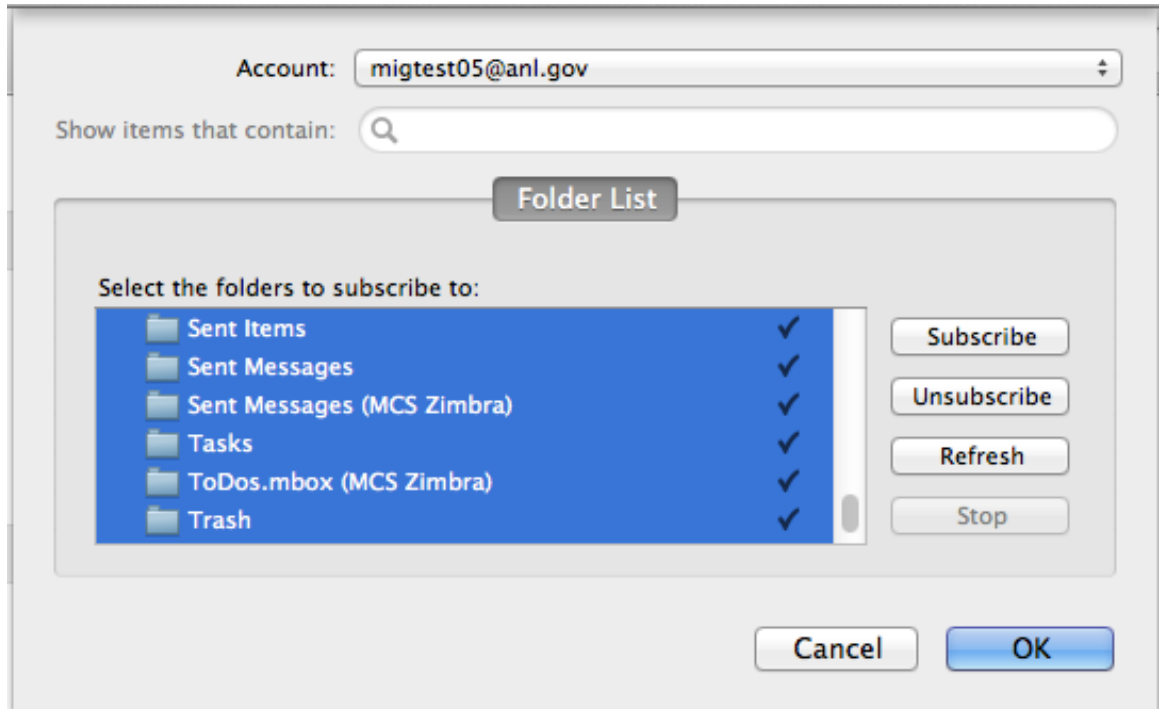 Account: migtest05@anl.gov
Show items that contain:
Folder List
Select the folders to subscribe to:
Sent Items
Sent Messages
Sent Messages (MCS Zimbra)
Tasks
ToDos.mbox (MCS Zimbra)
Trash
Subscribe
Unsubscribe
Refresh
Stop
Cancel
OK